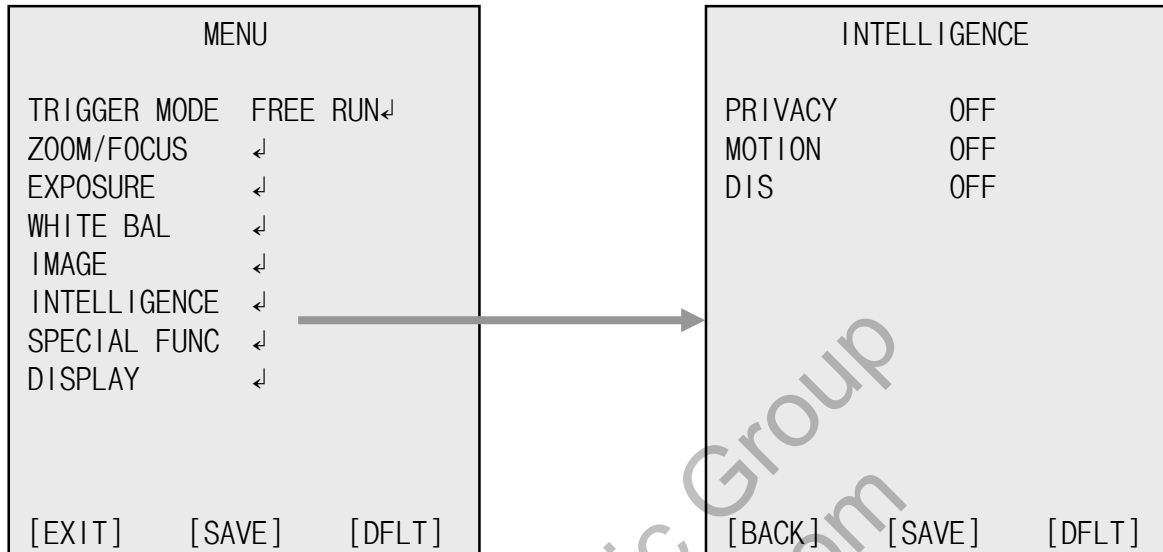 MENU
TRIGGER MODE FREE RUN↲
ZOOM/FOCUS ↲
EXPOSURE ↲
WHITE BAL ↲
IMAGE ↲
INTELLIGENCE ↲
SPECIAL FUNC ↲
DISPLAY ↲
[EXIT] [SAVE] [DFLT]
INTELLIGENCE
PRIVACY OFF
MOTION OFF
DIS OFF
[BACK] [SAVE] [DFLT]
Group